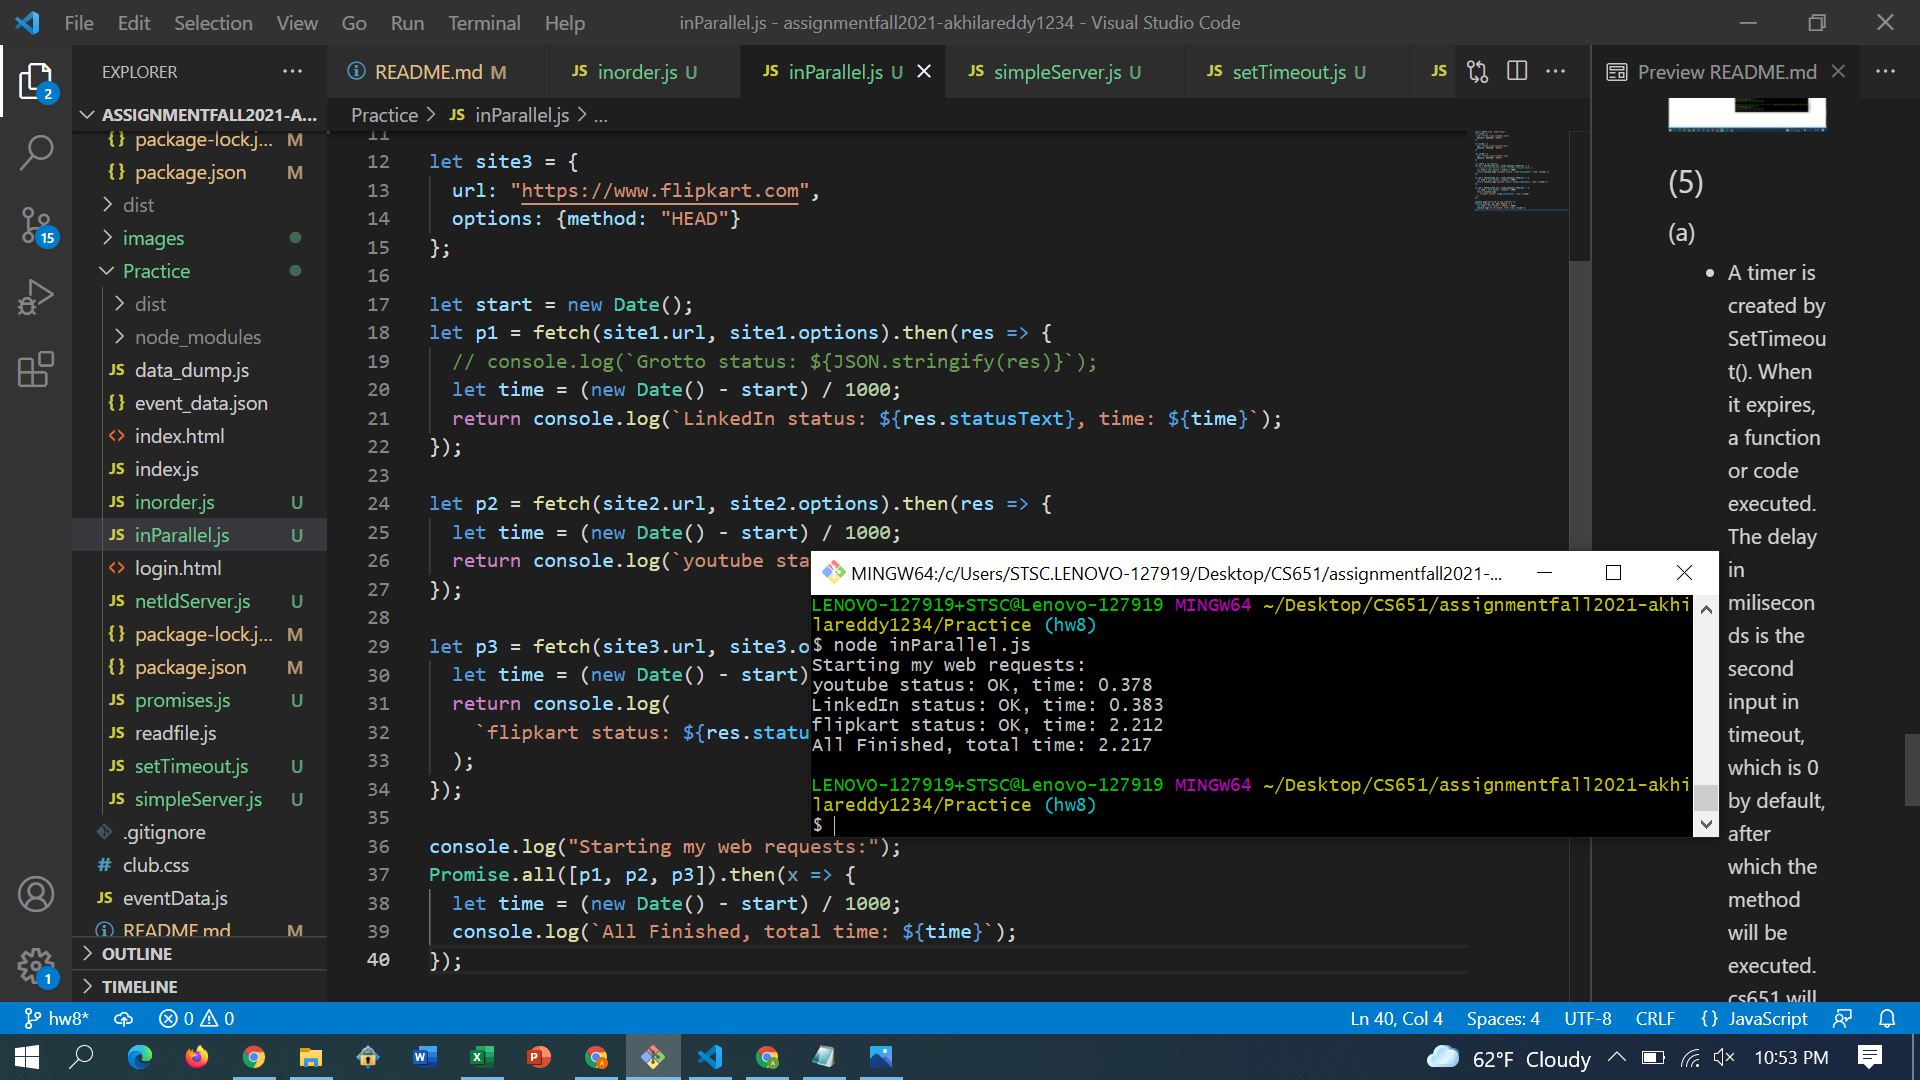 File Edit Selection View Go Run Terminal Help
inParallel.js - assignmentfall2021-akhilareddy1234 - Visual Studio Code
EXPLORER
ASSIGNMENTFALL2021-A...
{} package-lock.j... M
{} package.json M
dist
images
Practice
dist
node_modules
JS data_dump.js
{} event_data.json
<> index.html
JS index.js
JS inorder.js U
JS inParallel.js U
<> login.html
JS netIdServer.js U
{} package-lock.j... M
{} package.json M
JS promises.js U
JS readfile.js
JS setTimeout.js U
JS simpleServer.js U
.gitignore
# club.css
JS eventData.js
README.md M
OUTLINE
TIMELINE
2
15
1
README.md M
JS inorder.js U
JS inParallel.js U
JS simpleServer.js U
JS setTimeout.js U
JS
Practice > JS inParallel.js > ...
11
12 let site3 = {
13 url: "https://www.flipkart.com",
14 options: {method: "HEAD"}
15 };
16
17 let start = new Date();
18 let p1 = fetch(site1.url, site1.options).then(res => {
19 // console.log(`Grotto status: ${JSON.stringify(res)}`);
20 let time = (new Date() - start) / 1000;
21 return console.log(`LinkedIn status: ${res.statusText}, time: ${time}`);
22 });
23
24 let p2 = fetch(site2.url, site2.options).then(res => {
25 let time = (new Date() - start) / 1000;
26 return console.log(`youtube sta
27 });
28
29 let p3 = fetch(site3.url, site3.o
30 let time = (new Date() - start)
31 return console.log(
32 `flipkart status: ${res.statu
33 );
34 });
35
36 console.log("Starting my web requests:");
37 Promise.all([p1, p2, p3]).then(x => {
38 let time = (new Date() - start) / 1000;
39 console.log(`All Finished, total time: ${time}`);
40 });
MINGW64:/c/Users/STSC.LENOVO-127919/Desktop/CS651/assignmentfall2021-...
LENOVO-127919+STSC@Lenovo-127919 MINGW64 ~/Desktop/CS651/assignmentfall2021-akhi
lareddy1234/Practice (hw8)
$ node inParallel.js
Starting my web requests:
youtube status: OK, time: 0.378
LinkedIn status: OK, time: 0.383
flipkart status: OK, time: 2.212
All Finished, total time: 2.217
LENOVO-127919+STSC@Lenovo-127919 MINGW64 ~/Desktop/CS651/assignmentfall2021-akhi
lareddy1234/Practice (hw8)
$
Preview README.md
(5)
(a)
• A timer is
created by
SetTimeou
t(). When
it expires,
a function
or code
executed.
The delay
in
milisecon
ds is the
second
input in
timeout,
which is 0
by default,
after
which the
method
will be
executed.
cs651 will
hw8* 0 0
Ln 40, Col 4 Spaces: 4 UTF-8 CRLF {} JavaScript
62°F Cloudy 10:53 PM